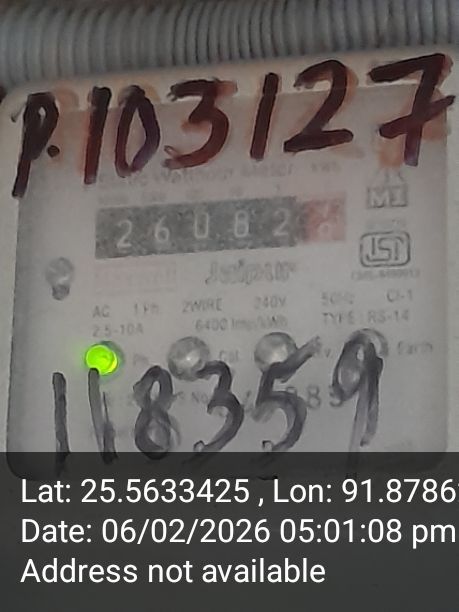 P.103127
26082
Jaipur
AC 1Ph 2WIRE 240V 50Hz Cl-1
2.5-10A 6400 Imp/kWh TYPE: RS-14
Earth
118359
Lat: 25.5633425 , Lon: 91.8786
Date: 06/02/2026 05:01:08 pm
Address not available